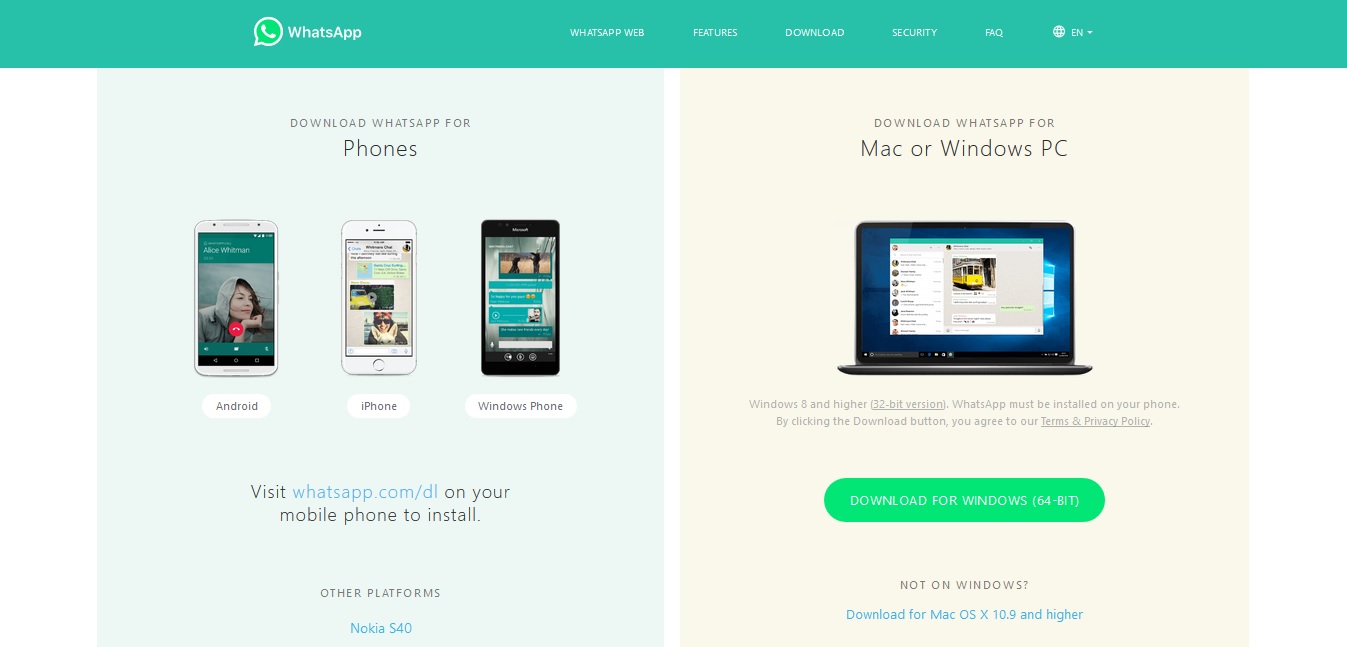 WhatsApp
WHATSAPP WEB
FEATURES
DOWNLOAD
SECURITY
FAQ
EN
DOWNLOAD WHATSAPP FOR
Phones
Alice Whitman
Microsoft
Android
iPhone
Windows Phone
Visit whatsapp.com/dl on your
mobile phone to install.
OTHER PLATFORMS
Nokia S40
DOWNLOAD WHATSAPP FOR
Mac or Windows PC
Windows 8 and higher (32-bit version). WhatsApp must be installed on your phone.
By clicking the Download button, you agree to our Terms & Privacy Policy.
DOWNLOAD FOR WINDOWS (64-BIT)
NOT ON WINDOWS?
Download for Mac OS X 10.9 and higher